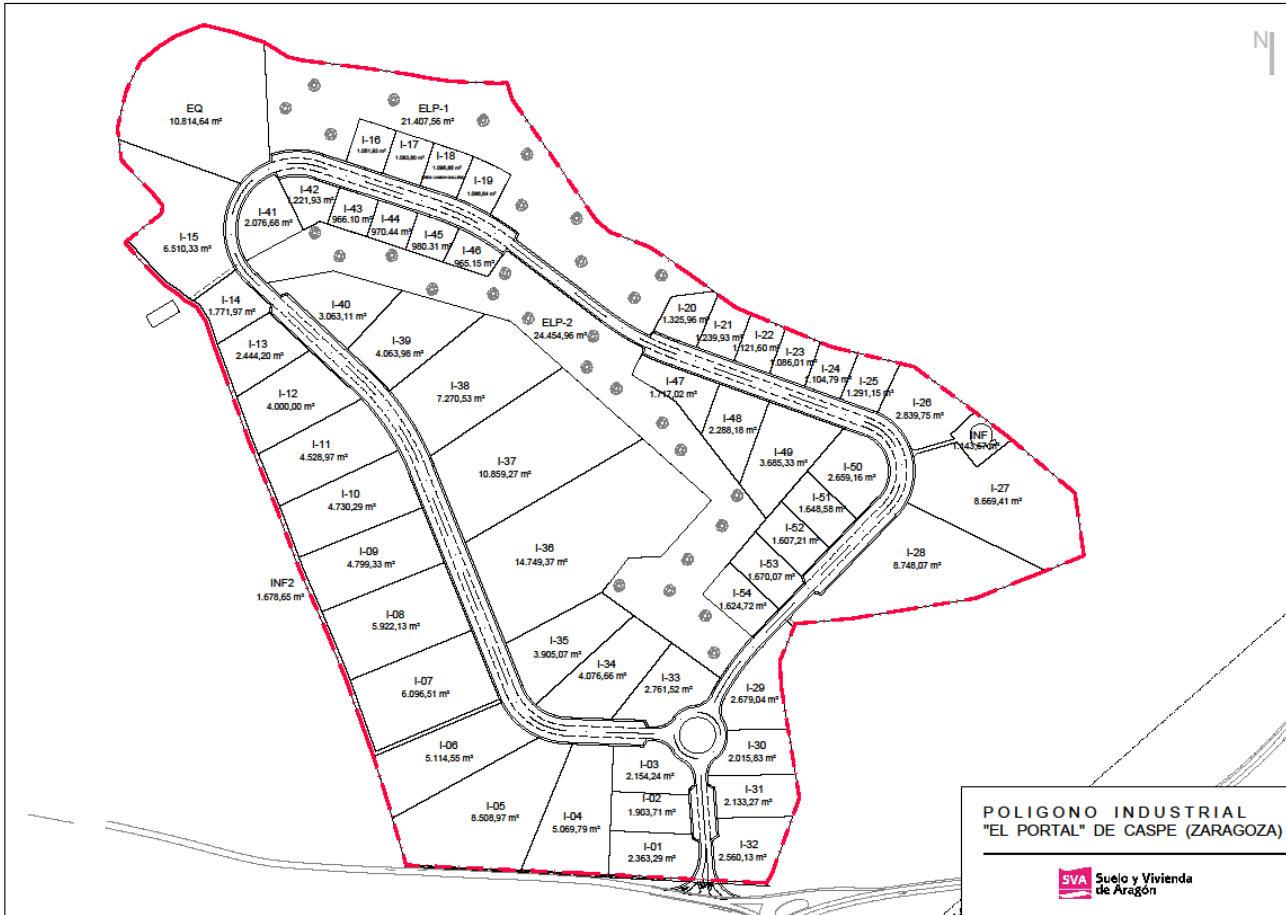 N
EQ
10.814,64 m²
ELP-1
21.407,56 m²
I-16
I-17
I-18
I-19
I-42
1.221,93 m²
I-41
2.076,68 m²
I-43
966.10 m²
I-44
970.44 m²
I-45
980.31 m²
I-46
965.15 m²
I-15
6.510,33 m²
I-14
1.771,97 m²
I-40
3.063,11 m²
I-13
2.444,20 m²
I-39
4.063,98 m²
ELP-2
24.454,96 m²
I-20
1.325,96 m²
I-21
1.239,93 m²
I-22
1.121,60 m²
I-23
1.086,01 m²
I-24
1.104,79 m²
I-25
1.291,15 m²
I-26
2.839,75 m²
I-12
4.000,00 m²
I-38
7.270,53 m²
I-47
1.717,02 m²
I-48
2.288,18 m²
I-49
3.685,33 m²
INF
1.143,67 m²
I-11
4.528,97 m²
I-37
10.859,27 m²
I-50
2.659,16 m²
I-27
8.669,41 m²
I-10
4.730,29 m²
I-51
1.648,58 m²
I-52
1.607,21 m²
I-09
4.799,33 m²
I-36
14.749,37 m²
I-53
1.670,07 m²
I-28
8.748,07 m²
INF2
1.678,65 m²
I-54
1.624,72 m²
I-08
5.922,13 m²
I-35
3.905,07 m²
I-34
4.076,66 m²
I-33
2.761,52 m²
I-07
6.096,51 m²
I-29
2.679,04 m²
I-06
5.114,55 m²
I-30
2.015,83 m²
I-03
2.154,24 m²
I-31
2.133,27 m²
I-02
1.903,71 m²
I-05
8.508,97 m²
I-04
5.069,79 m²
I-01
2.363,29 m²
I-32
2.560,13 m²
POLIGONO INDUSTRIAL
"EL PORTAL" DE CASPE (ZARAGOZA)
SVA Suelo y Vivienda
de Aragón